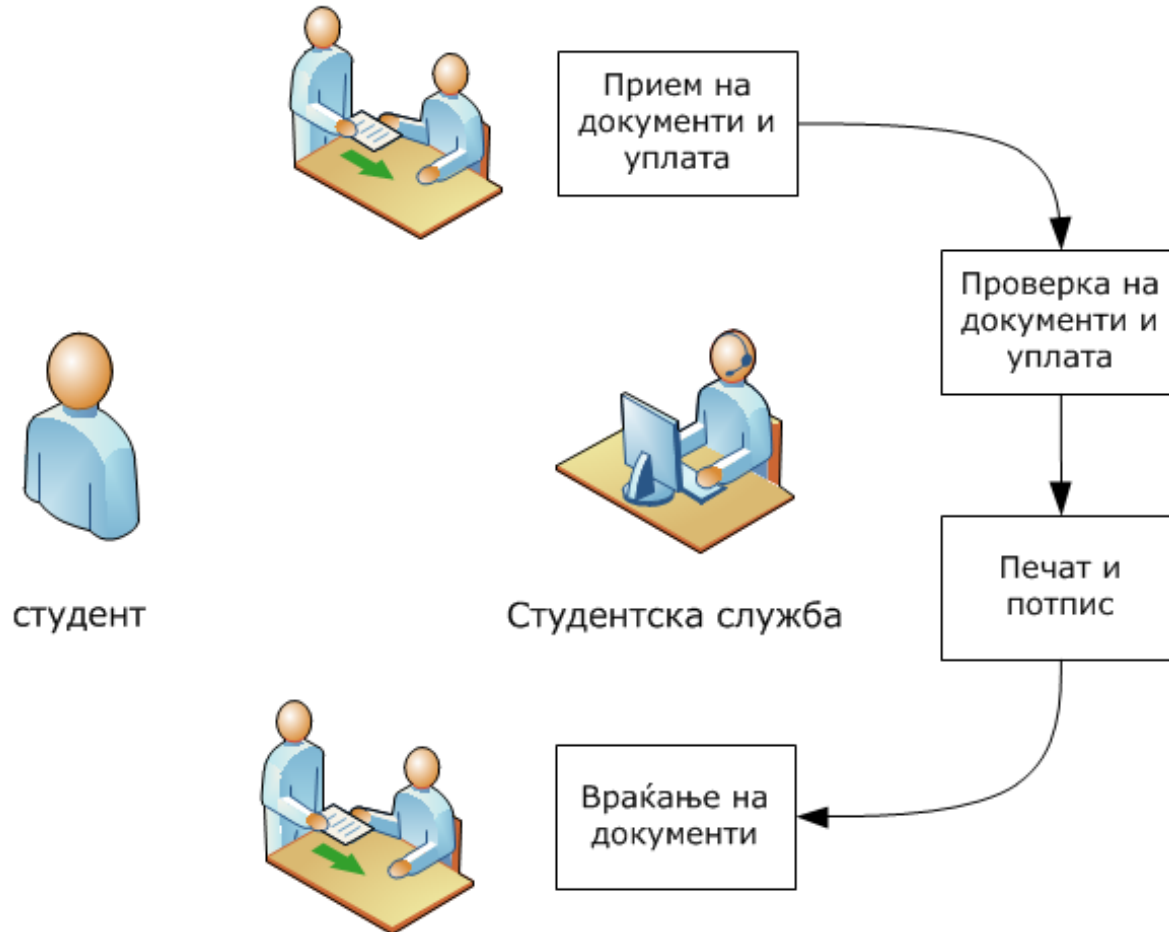 Прием на
документи и
уплата
Проверка на
документи и
уплата
студент
Студентска служба
Печат и
потпис
Враќање на
документи